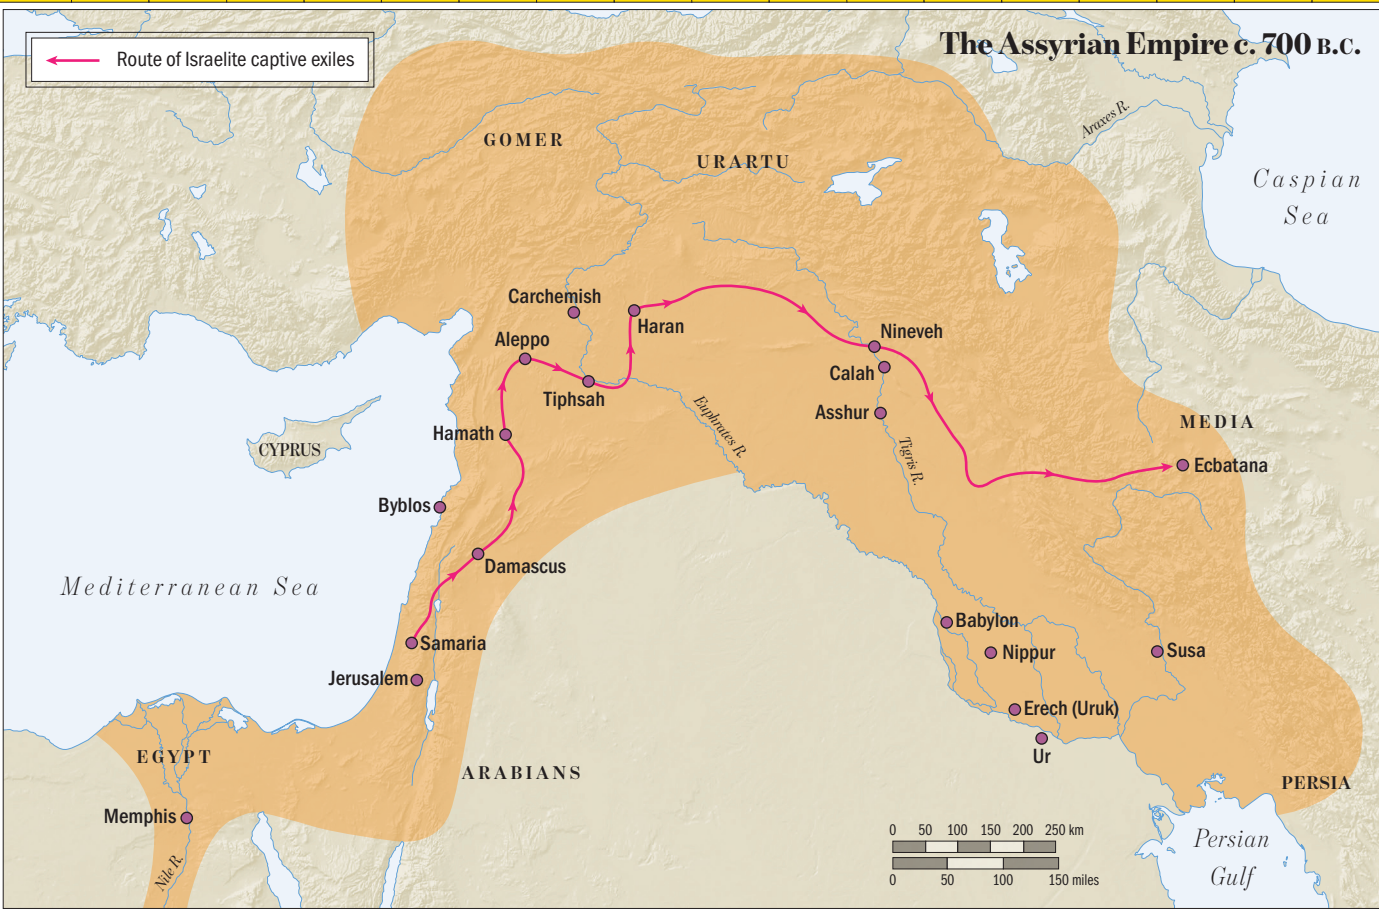 The Assyrian Empire c. 700 B.C.
Route of Israelite captive exiles
GOMER
URARTU
Araxes R.
Caspian
Sea
Carchemish
Haran
Aleppo
Nineveh
Calah
Tiphsah
Asshur
Euphrates R.
Tigris R.
MEDIA
Ecbatana
Hamath
CYPRUS
Byblos
Damascus
Mediterranean Sea
Samaria
Jerusalem
Babylon
Nippur
Susa
Erech (Uruk)
Ur
EGYPT
ARABIANS
PERSIA
Memphis
Nile R.
Persian
Gulf
0 50 100 150 200 250 km
0 50 100 150 miles